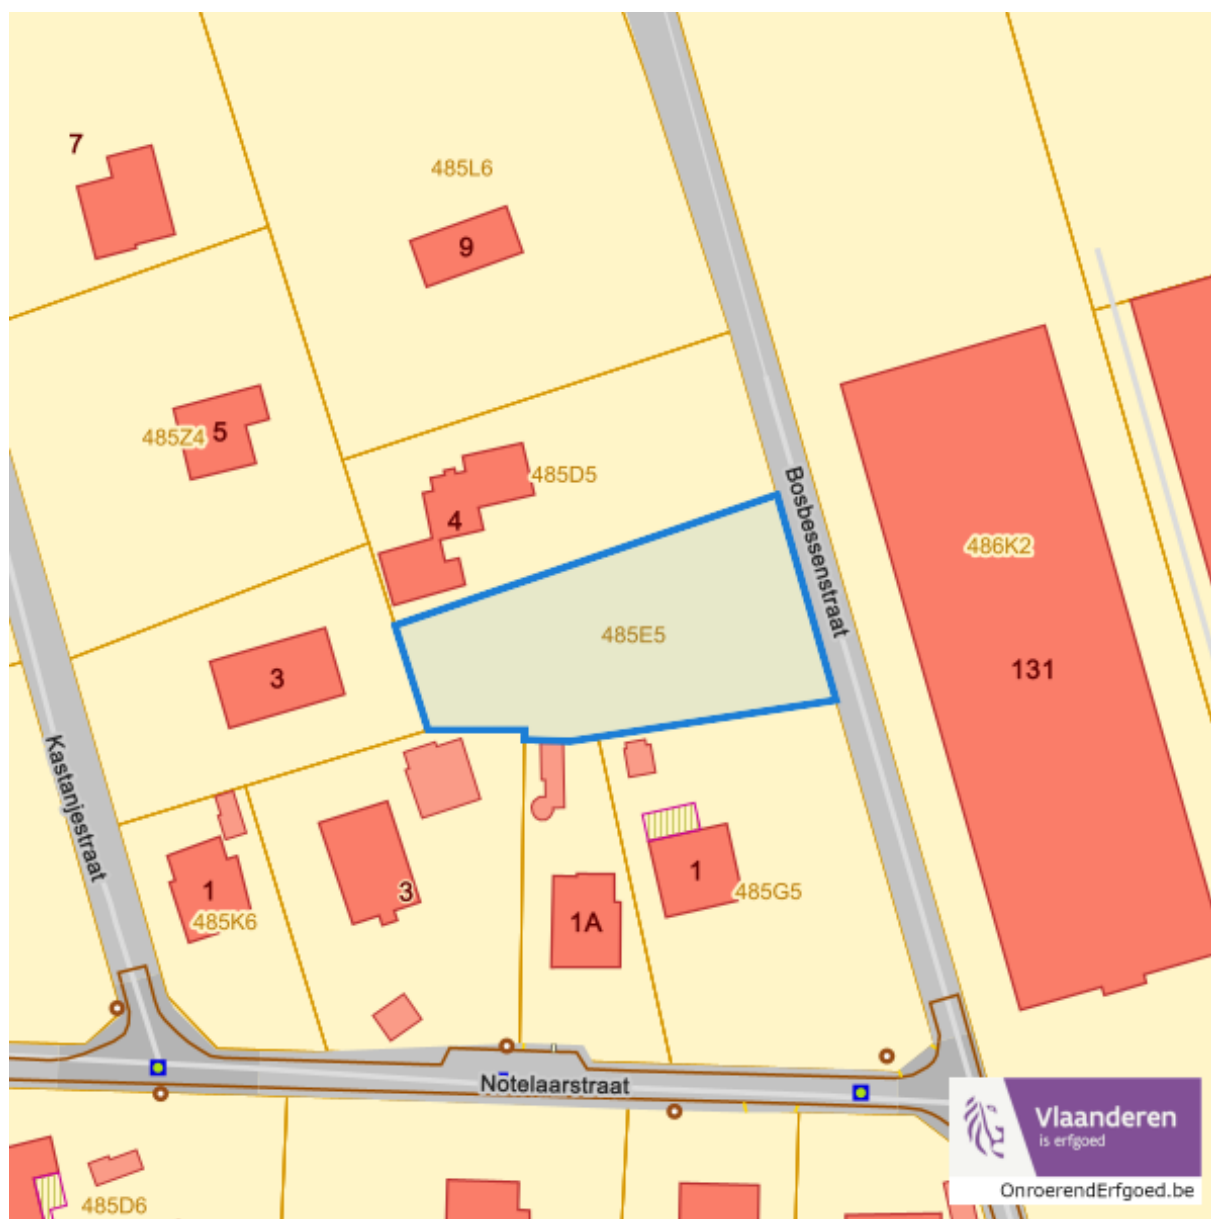 7
485L6
9
485Z4
5
485D5
4
Bosbessenstraat
486K2
485E5
131
3
Kastanjestraat
1
485K6
3
1A
1
485G5
Notelaarstraat
485D6
Vlaanderen
is erfgoed
OnroerendErfgoed.be